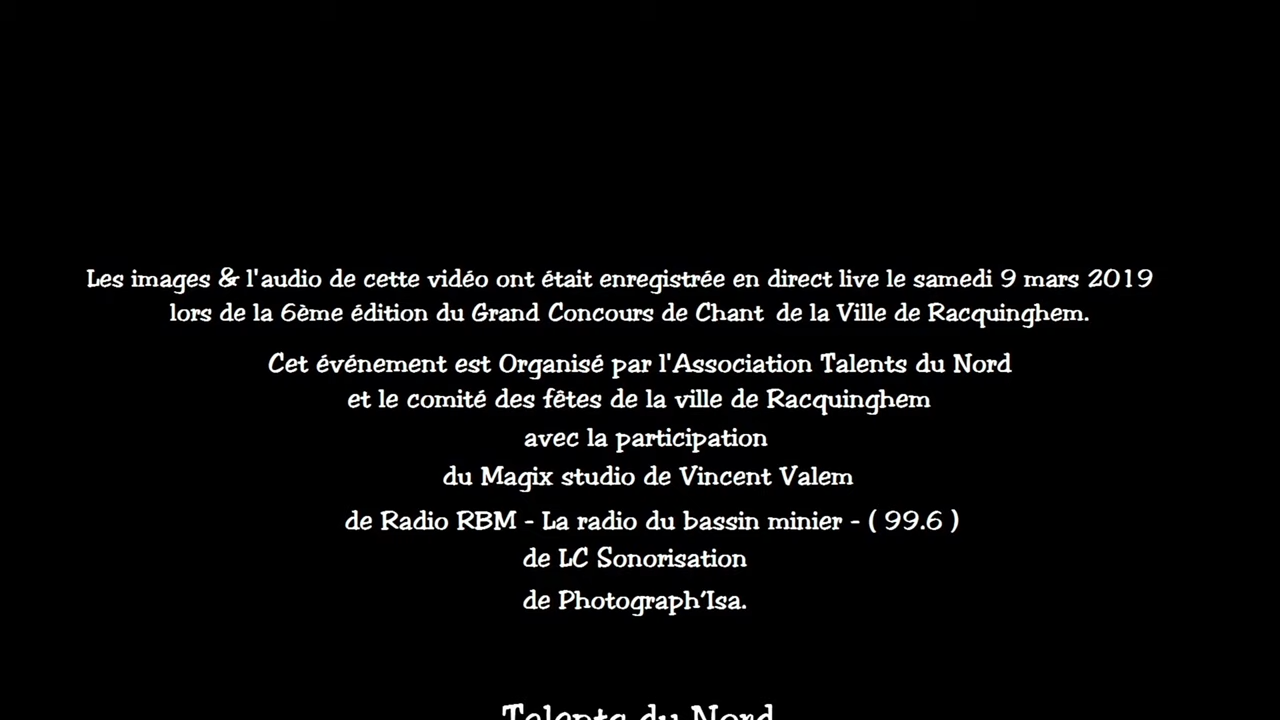 Les images & l'audio de cette vidéo ont était enregistrée en direct live le samedi 9 mars 2019
lors de la 6ème édition du Grand Concours de Chant de la Ville de Racquinghem.
Cet événement est Organisé par l'Association Talents du Nord
et le comité des fêtes de la ville de Racquinghem
avec la participation
du Magix studio de Vincent Valem
de Radio RBM - La radio du bassin minier - ( 99.6 )
de LC Sonorisation
de Photograph'Isa.
Talents du Nord